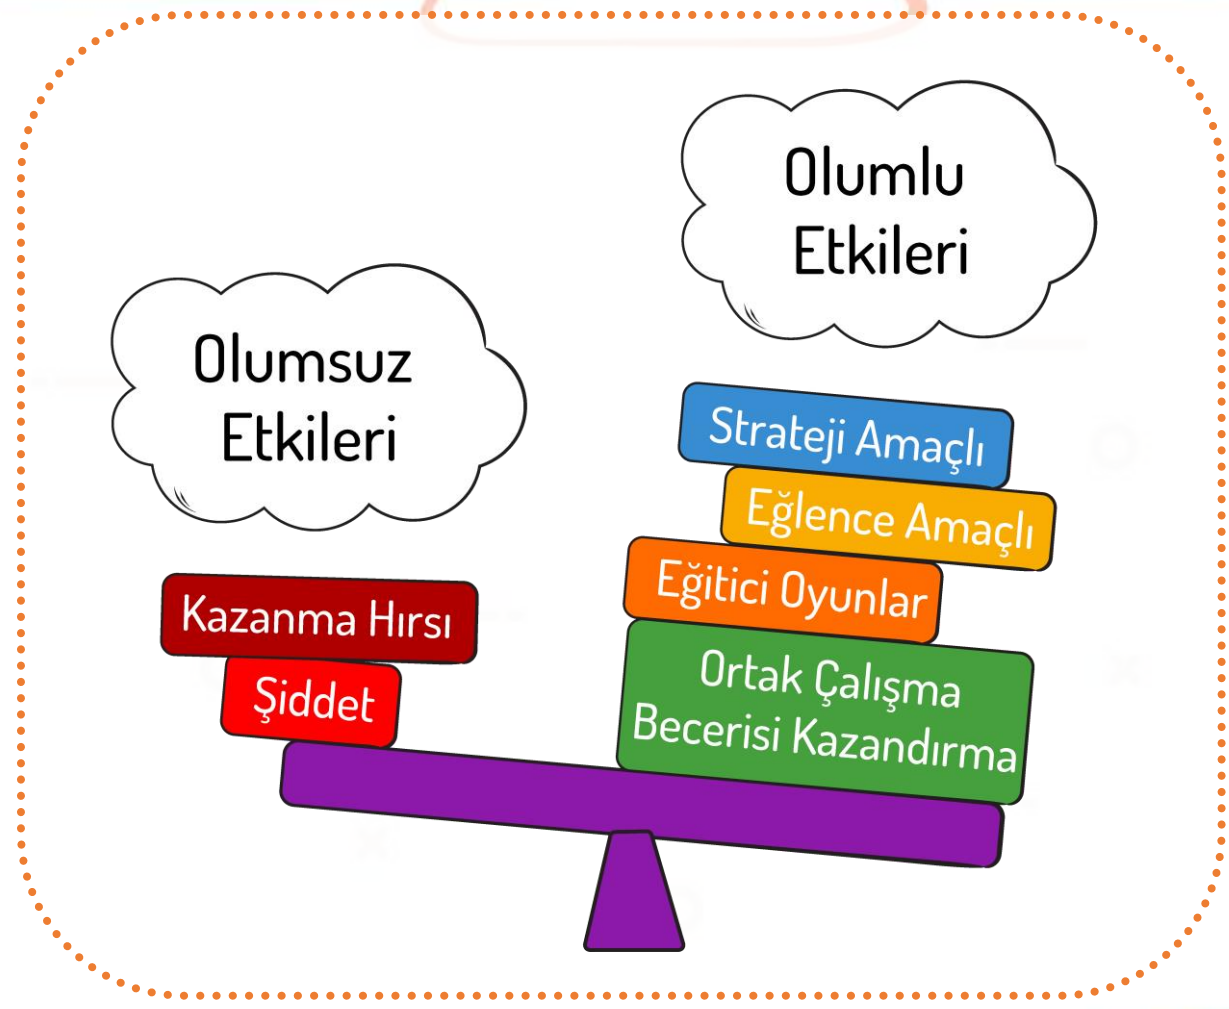 Olumsuz
Etkileri
Kazanma Hırsı
Şiddet
Olumlu
Etkileri
Strateji Amaçlı
Eğlence Amaçlı
Eğitici Oyunlar
Ortak Çalışma
Becerisi Kazandırma